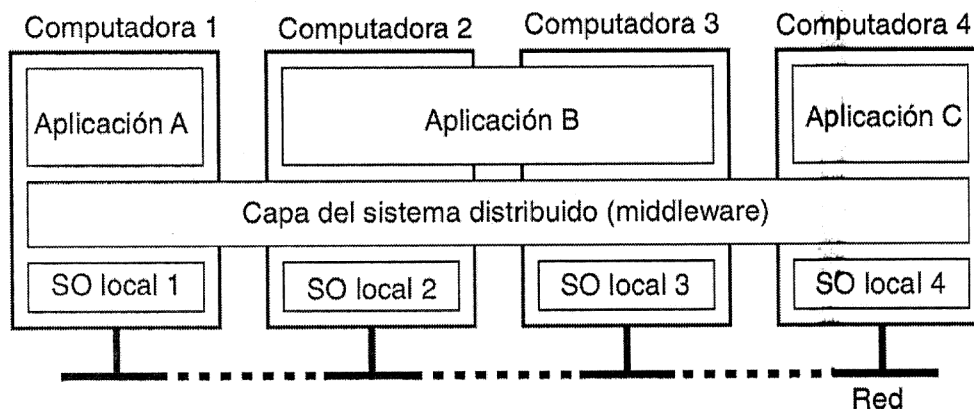 Computadora 1
Computadora 2
Computadora 3
Computadora 4
Aplicación A
Aplicación B
Aplicación C
Capa del sistema distribuido (middleware)
SO local 1
SO local 2
SO local 3
SO local 4
Red